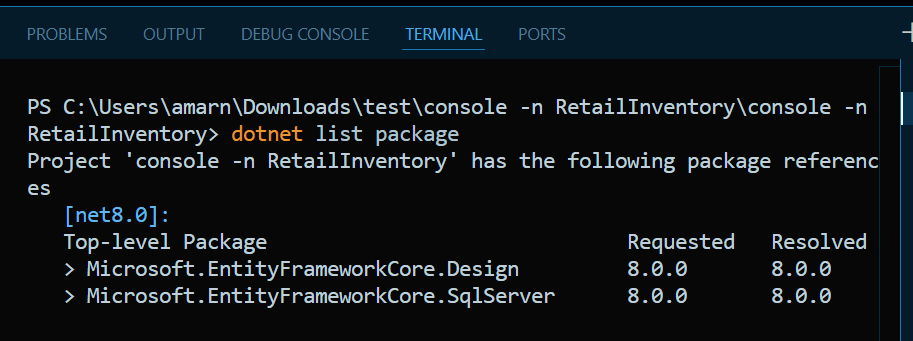 PROBLEMS OUTPUT DEBUG CONSOLE TERMINAL PORTS
PS C:\Users\amarn\Downloads\test\console -n RetailInventory\console -n
RetailInventory> dotnet list package
Project 'console -n RetailInventory' has the following package referenc
es
[net8.0]:
Top-level Package Requested Resolved
> Microsoft.EntityFrameworkCore.Design 8.0.0 8.0.0
> Microsoft.EntityFrameworkCore.SqlServer 8.0.0 8.0.0